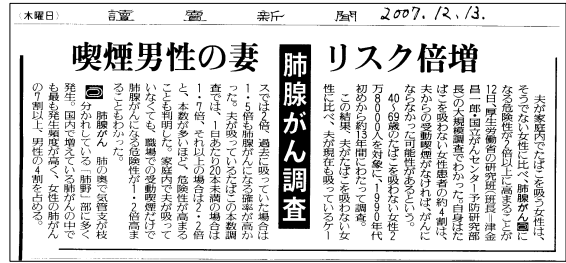 （木曜日）
讀賣新聞
2007.12.13.
喫煙男性の妻 リスク倍増
肺腺がん調査
夫が家庭内でたばこを吸う女性は、
そうでない女性に比べ、肺腺がんに
なる危険性が2倍以上に高まることが
12日、厚生労働省の研究班（班長＝津金
昌一郎・国立がんセンター予防研究部
長）の大規模調査でわかった。自身はた
ばこを吸わない女性患者の約4割は、
夫からの受動喫煙がなければ、がんに
ならなかった可能性があるという。
40〜69歳のたばこを吸わない女性2
万8000人を対象に、1990年代
初めから約13年間にわたって調査。
この結果、夫がたばこを吸わない女
性に比べ、夫が現在も吸っているケー
スでは2倍、過去に吸っていた場合は
1・5倍も肺腺がんになる確率が高か
った。夫が吸っているたばこの本数調
査では、1日あたり20本未満の場合は
1・7倍、それ以上の場合は2・2倍
と、本数が多いほど、危険性が高まる
ことも判明した。家庭内で夫が吸って
いなくても、職場での受動喫煙だけで
肺腺がんになる危険性が1・2倍高ま
ることもわかった。
肺腺がん　肺の奥で気管支が枝
分かれしている「肺野」部に多く
発生。国内で増えている肺がんの中で
も最も発生頻度が高く、女性の肺がん
の7割以上、男性の4割を占める。